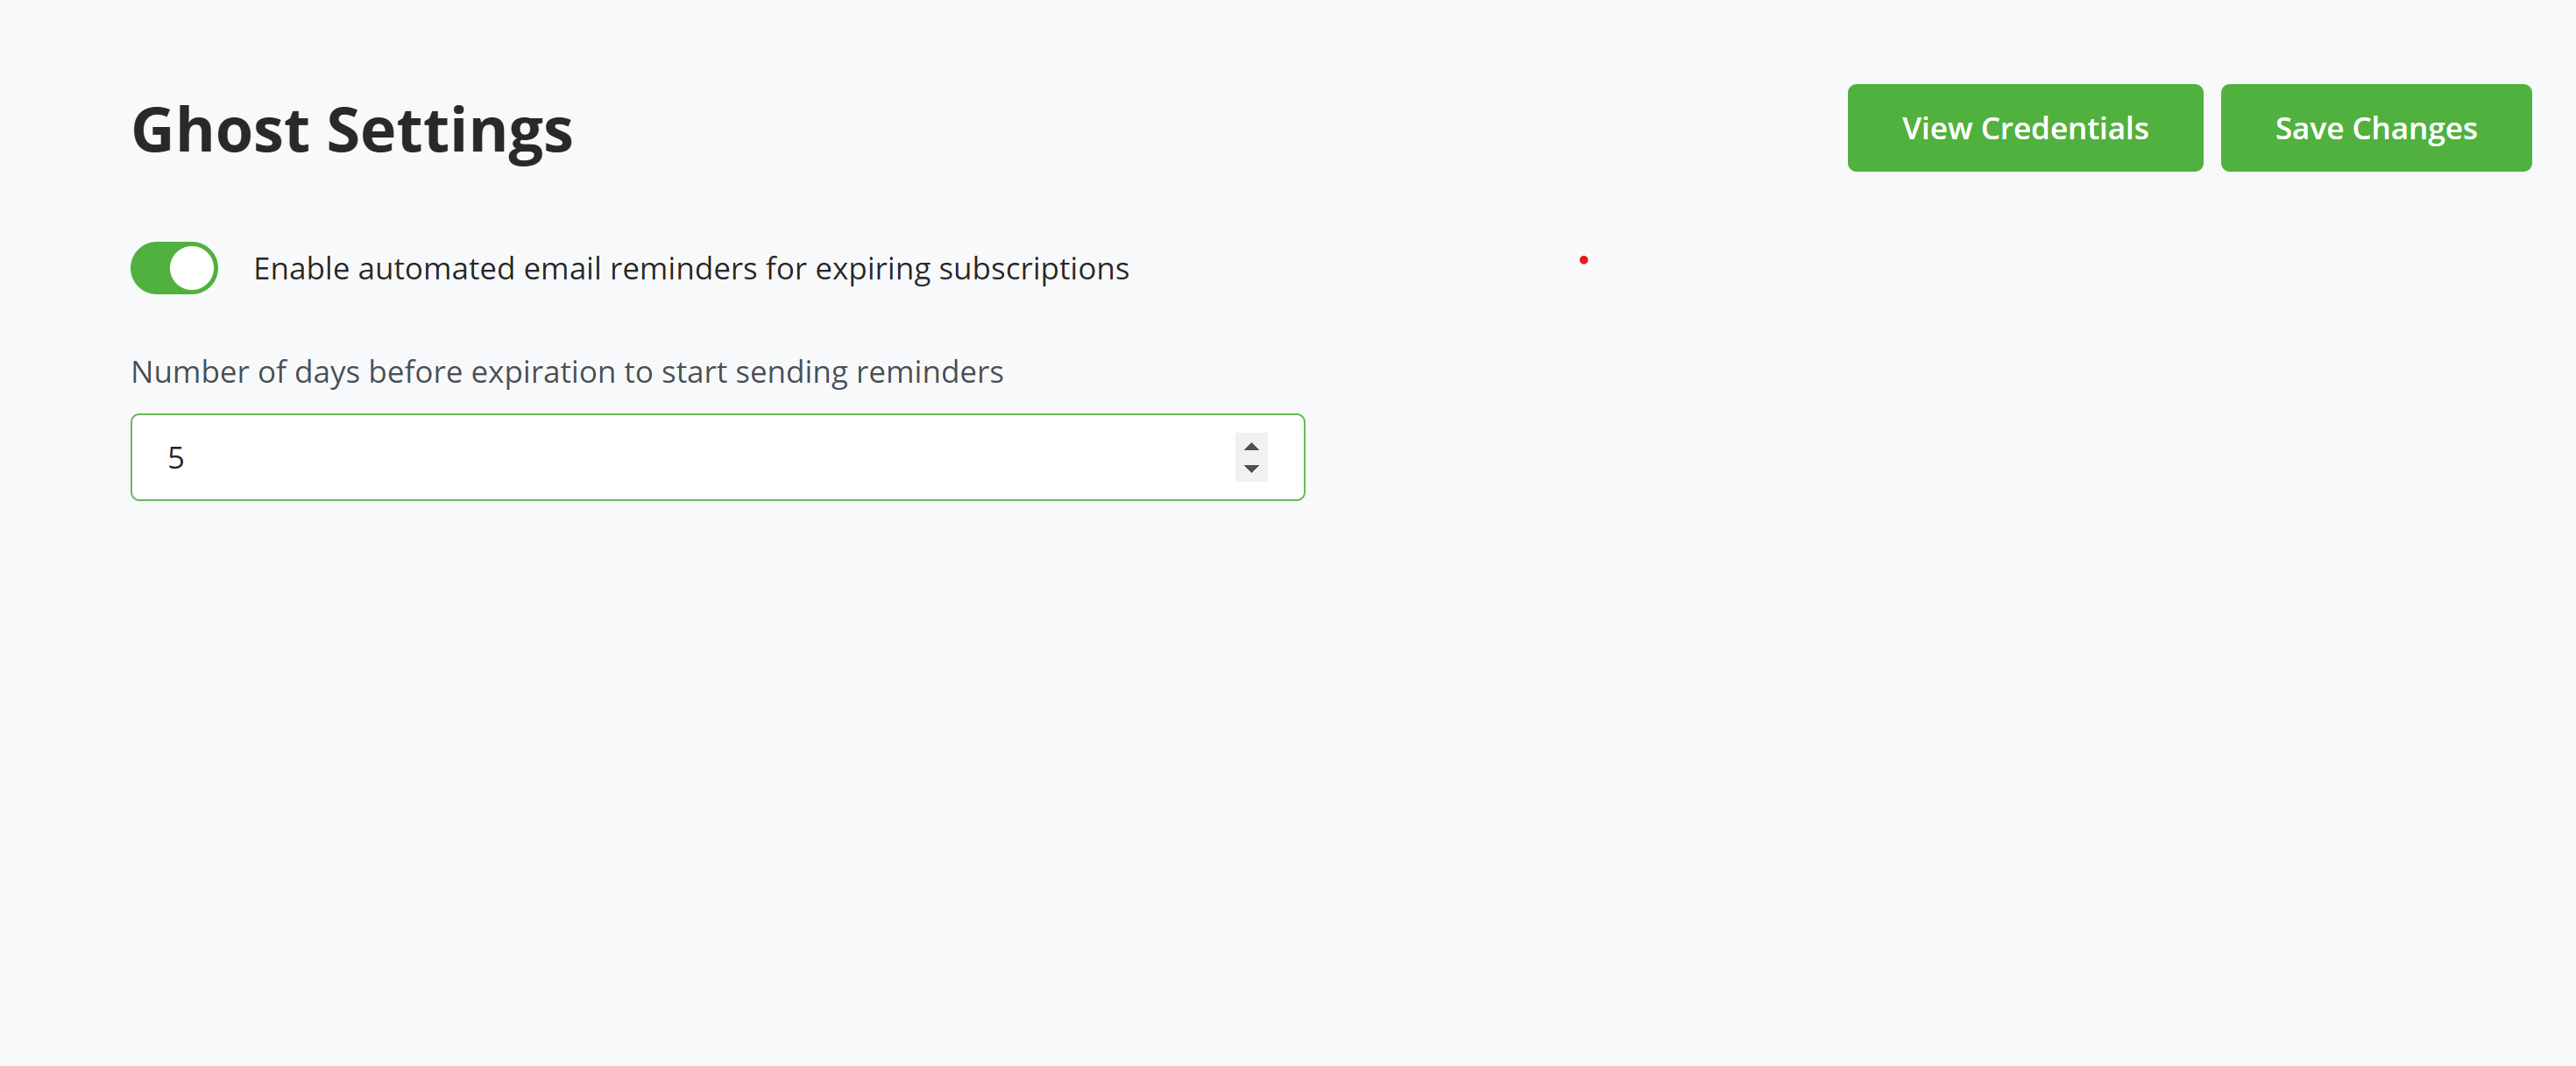 Ghost Settings
View Credentials
Save Changes
Enable automated email reminders for expiring subscriptions
Number of days before expiration to start sending reminders
5